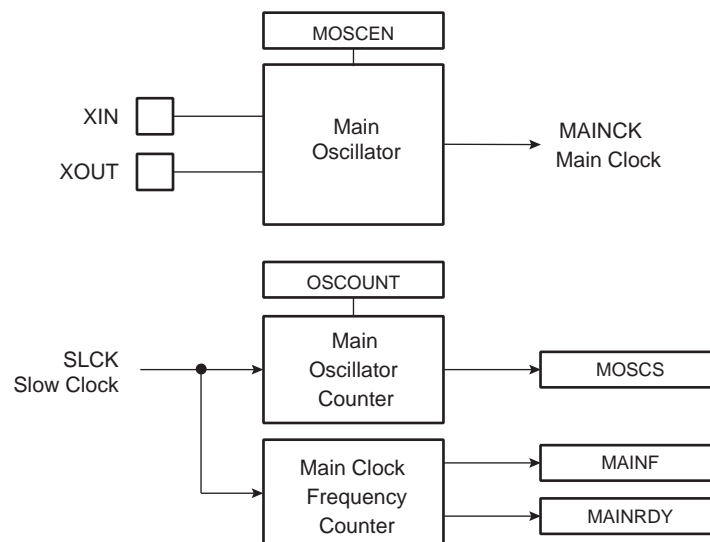 MOSCEN
XIN
XOUT
Main
Oscillator
MAINCK
Main Clock
OSCOUNT
SLCK
Slow Clock
Main
Oscillator
Counter
MOSCS
Main Clock
Frequency
Counter
MAINF
MAINRDY